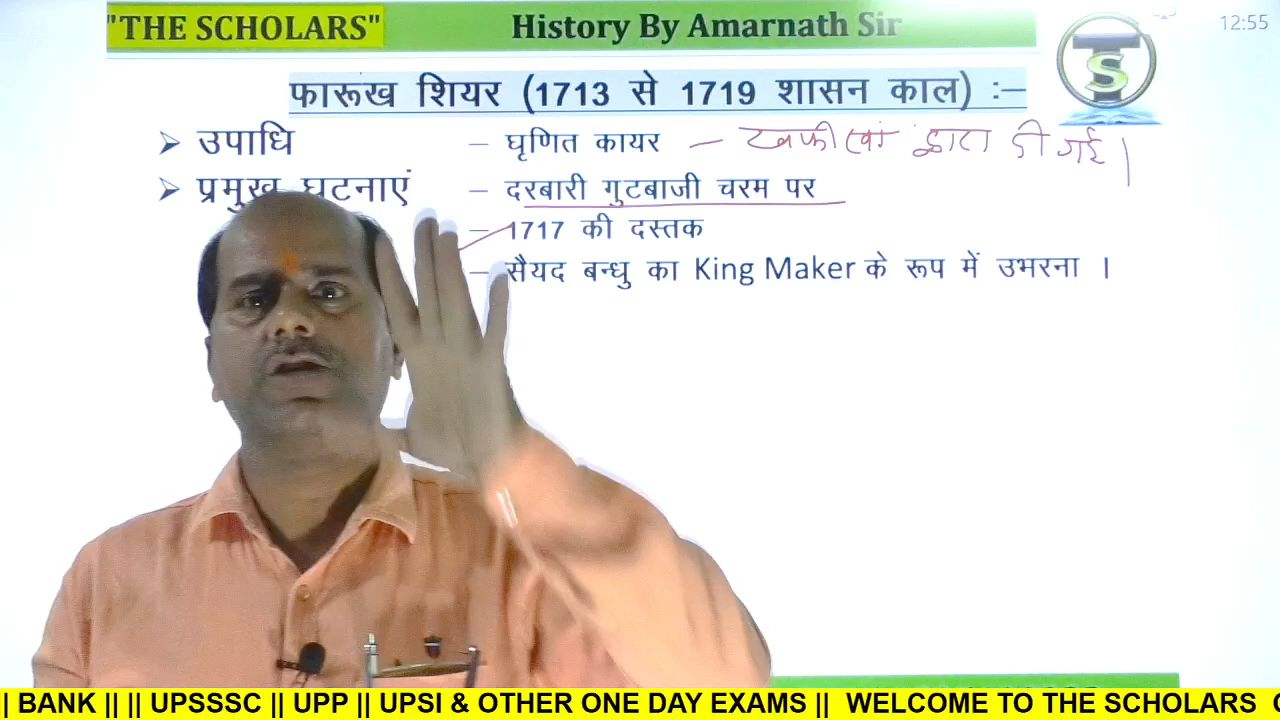 "THE SCHOLARS" History By Amarnath Sir
12:55
TS
फारूख शियर (1713 से 1719 शासन काल) :–
➤ उपाधि – घृणित कायर – खफी खां द्वारा दी गई।
➤ प्रमुख घटनाएं – दरबारी गुटबाजी चरम पर
– 1717 की दस्तक
– सैयद बन्धु का King Maker के रूप में उभरना ।
|| BANK || || UPSSSC || UPP || UPSI & OTHER ONE DAY EXAMS || WELCOME TO THE SCHOLARS